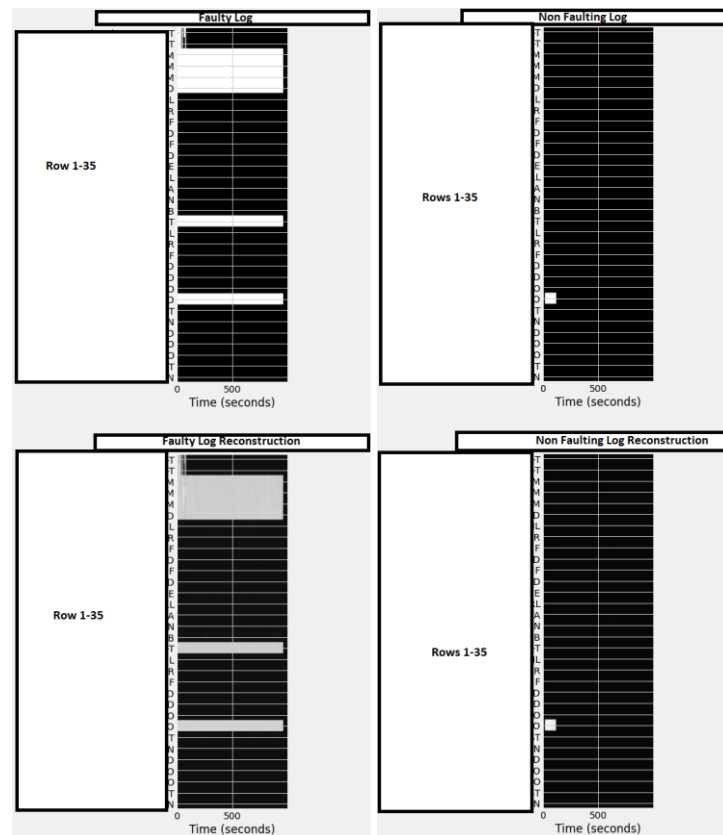 Faulty Log
T
T
M
M
M
D
L
R
F
D
F
D
E
L
A
N
B
T
L
R
F
D
D
O
O
T
N
D
D
O
T
N
Row 1-35
0 500
Time (seconds)
Non Faulting Log
T
T
M
M
M
D
L
R
F
D
F
D
E
L
A
N
B
T
L
R
F
D
D
O
O
T
N
D
D
O
T
N
Rows 1-35
0 500
Time (seconds)
Faulty Log Reconstruction
T
T
M
M
M
D
L
R
F
D
F
D
E
L
A
N
B
T
L
R
F
D
D
O
O
T
N
D
O
O
T
N
Row 1-35
0 500
Time (seconds)
Non Faulting Log Reconstruction
T
T
M
M
M
D
L
R
F
D
F
D
E
L
A
N
B
T
L
R
F
D
D
O
O
T
N
D
O
O
T
N
Rows 1-35
0 500
Time (seconds)